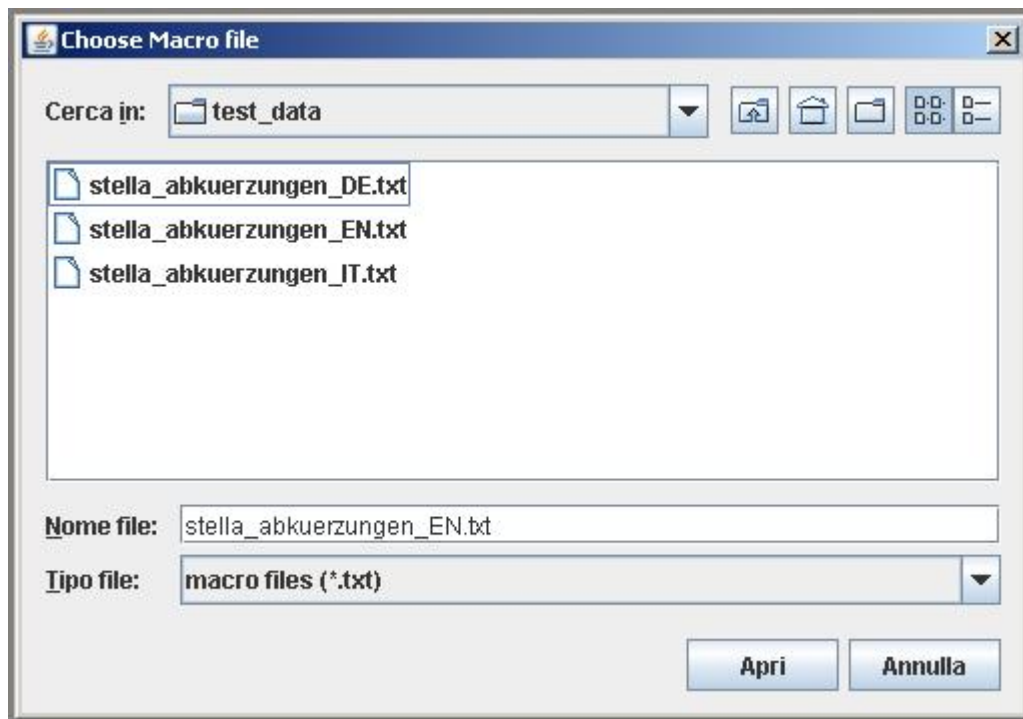 Choose Macro file
Cerca in: test_data
stella_abkuerzungen_DE.txt
stella_abkuerzungen_EN.txt
stella_abkuerzungen_IT.txt
Nome file: stella_abkuerzungen_EN.txt
Tipo file: macro files (*.txt)
Apri Annulla